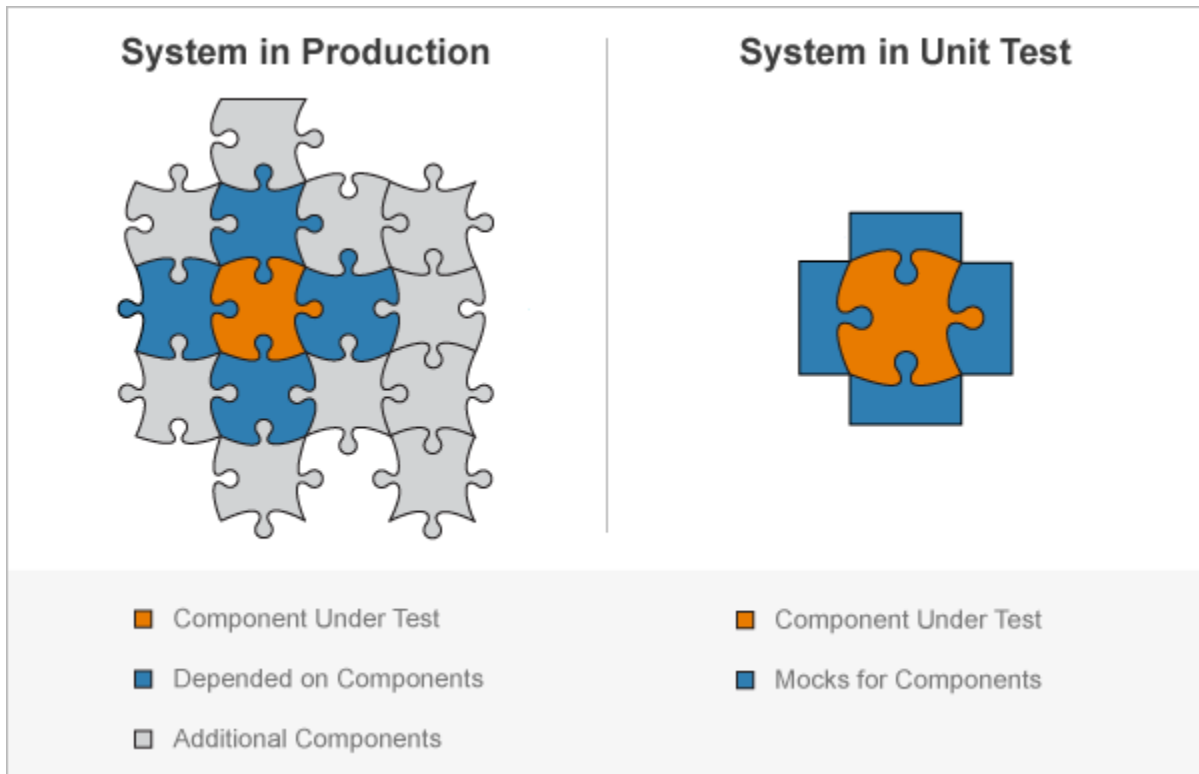 System in Production
System in Unit Test
Component Under Test
Depended on Components
Additional Components
Component Under Test
Mocks for Components